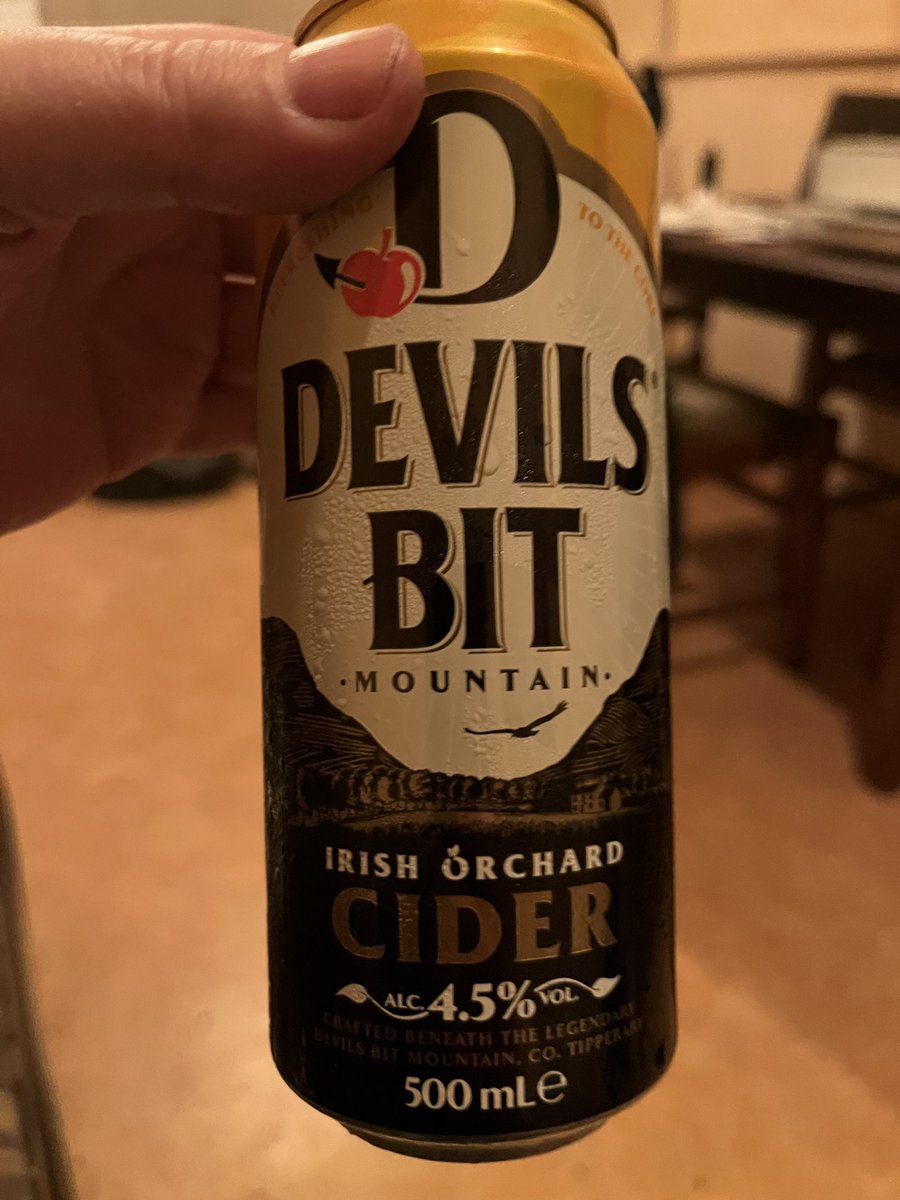 D
TO THE CORE
DEVILS
BIT
·MOUNTAIN·
IRISH ORCHARD
CIDER
ALC. 4.5% VOL.
CRAFTED BENEATH THE LEGENDARY
DEVILS BIT MOUNTAIN, CO. TIPPERARY
500 mL ℮